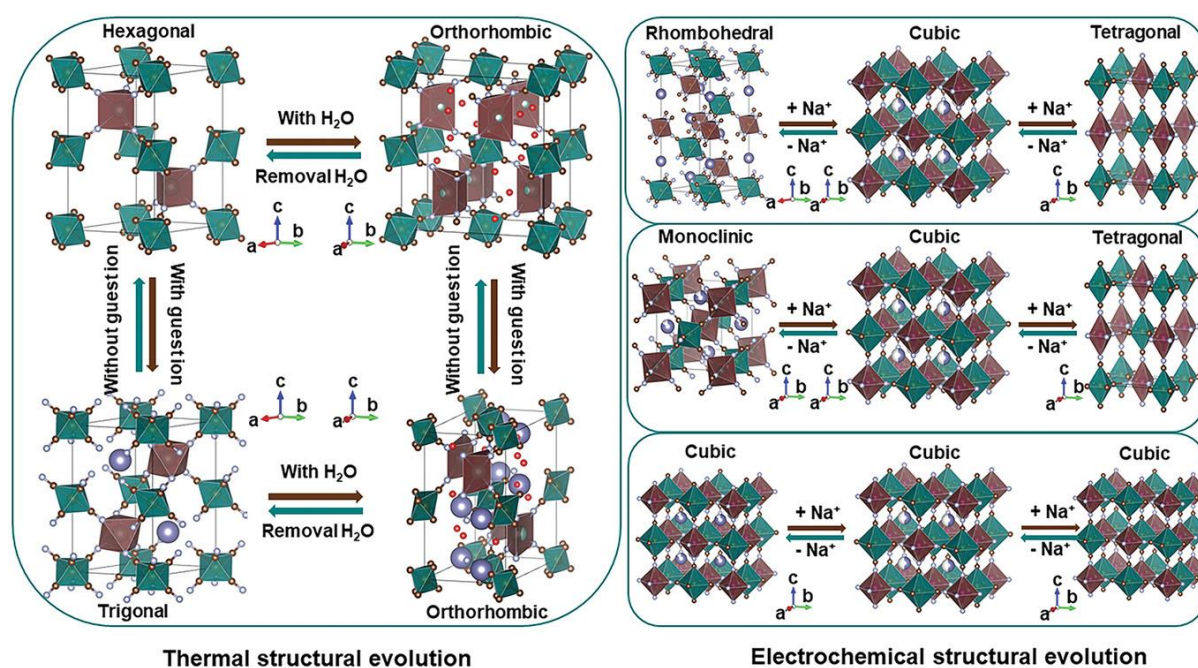 Hexagonal
Orthorhombic
With H₂O
Removal H₂O
c
b
a
c
b
a
Without guestion
With guestion
Without guestion
With guestion
c
b
a
c
b
a
With H₂O
Removal H₂O
Trigonal
Orthorhombic
Thermal structural evolution
Rhombohedral
Cubic
Tetragonal
+ Na⁺
- Na⁺
+ Na⁺
- Na⁺
c
b
a
c
b
a
c
b
a
Monoclinic
Cubic
Tetragonal
+ Na⁺
- Na⁺
+ Na⁺
- Na⁺
c
b
a
c
b
a
c
b
a
Cubic
Cubic
Cubic
+ Na⁺
- Na⁺
+ Na⁺
- Na⁺
c
b
a
c
b
a
Electrochemical structural evolution